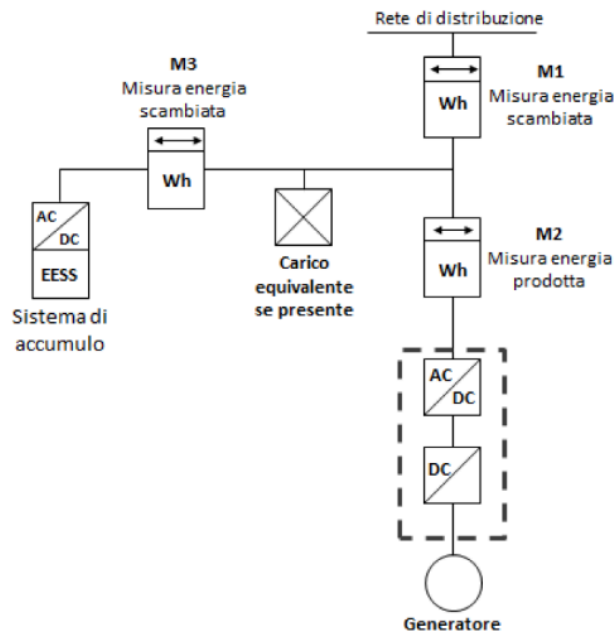 Rete di distribuzione
M3
Misura energia
scambiata
Wh
M1
Misura energia
scambiata
Wh
AC
DC
EESS
Sistema di
accumulo
Carico
equivalente
se presente
Wh
M2
Misura energia
prodotta
AC
DC
DC
Generatore